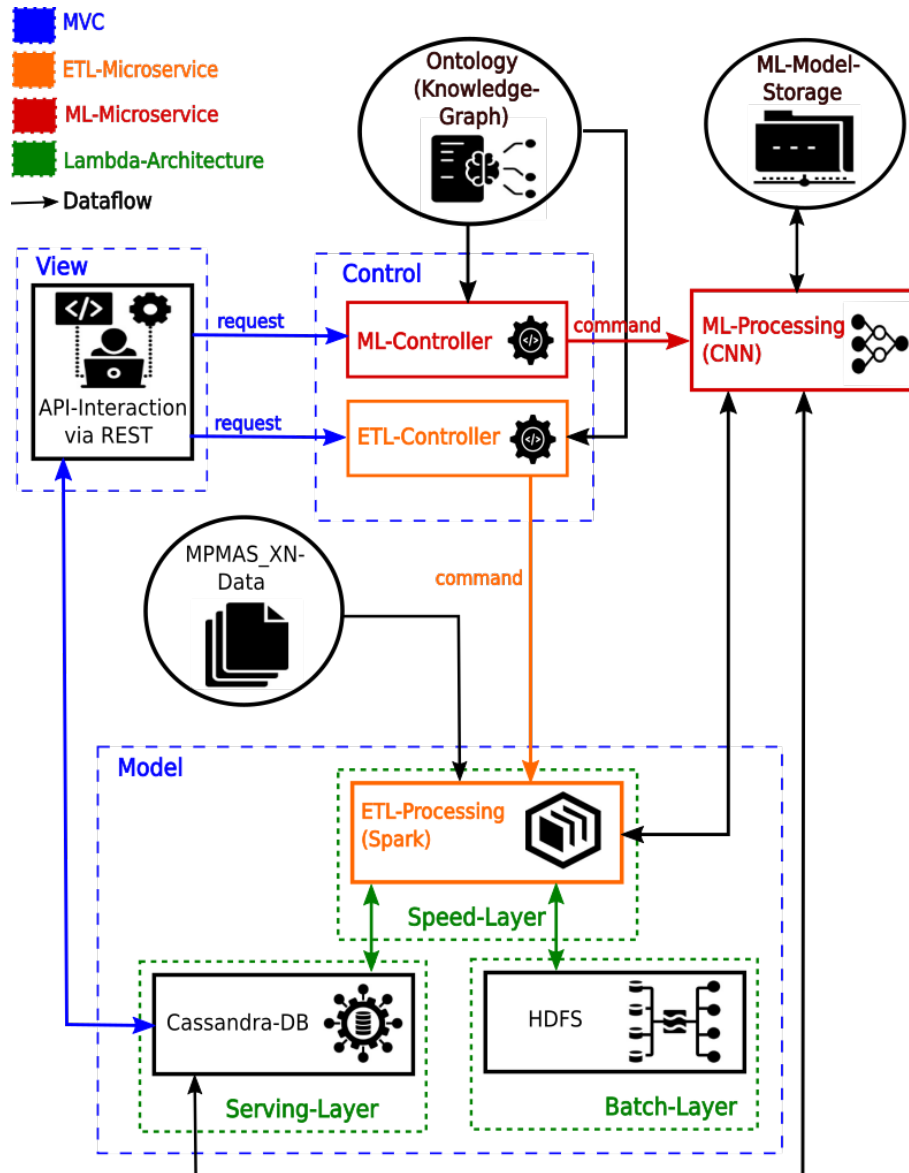 MVC
ETL-Microservice
ML-Microservice
Lambda-Architecture
Dataflow
Ontology
(Knowledge-
Graph)
ML-Model-
Storage
View
</>
API-Interaction
via REST
request
request
Control
ML-Controller
</>
ETL-Controller
</>
command
ML-Processing
(CNN)
MPMAS_XN-
Data
command
Model
ETL-Processing
(Spark)
Speed-Layer
Cassandra-DB
Serving-Layer
HDFS
Batch-Layer